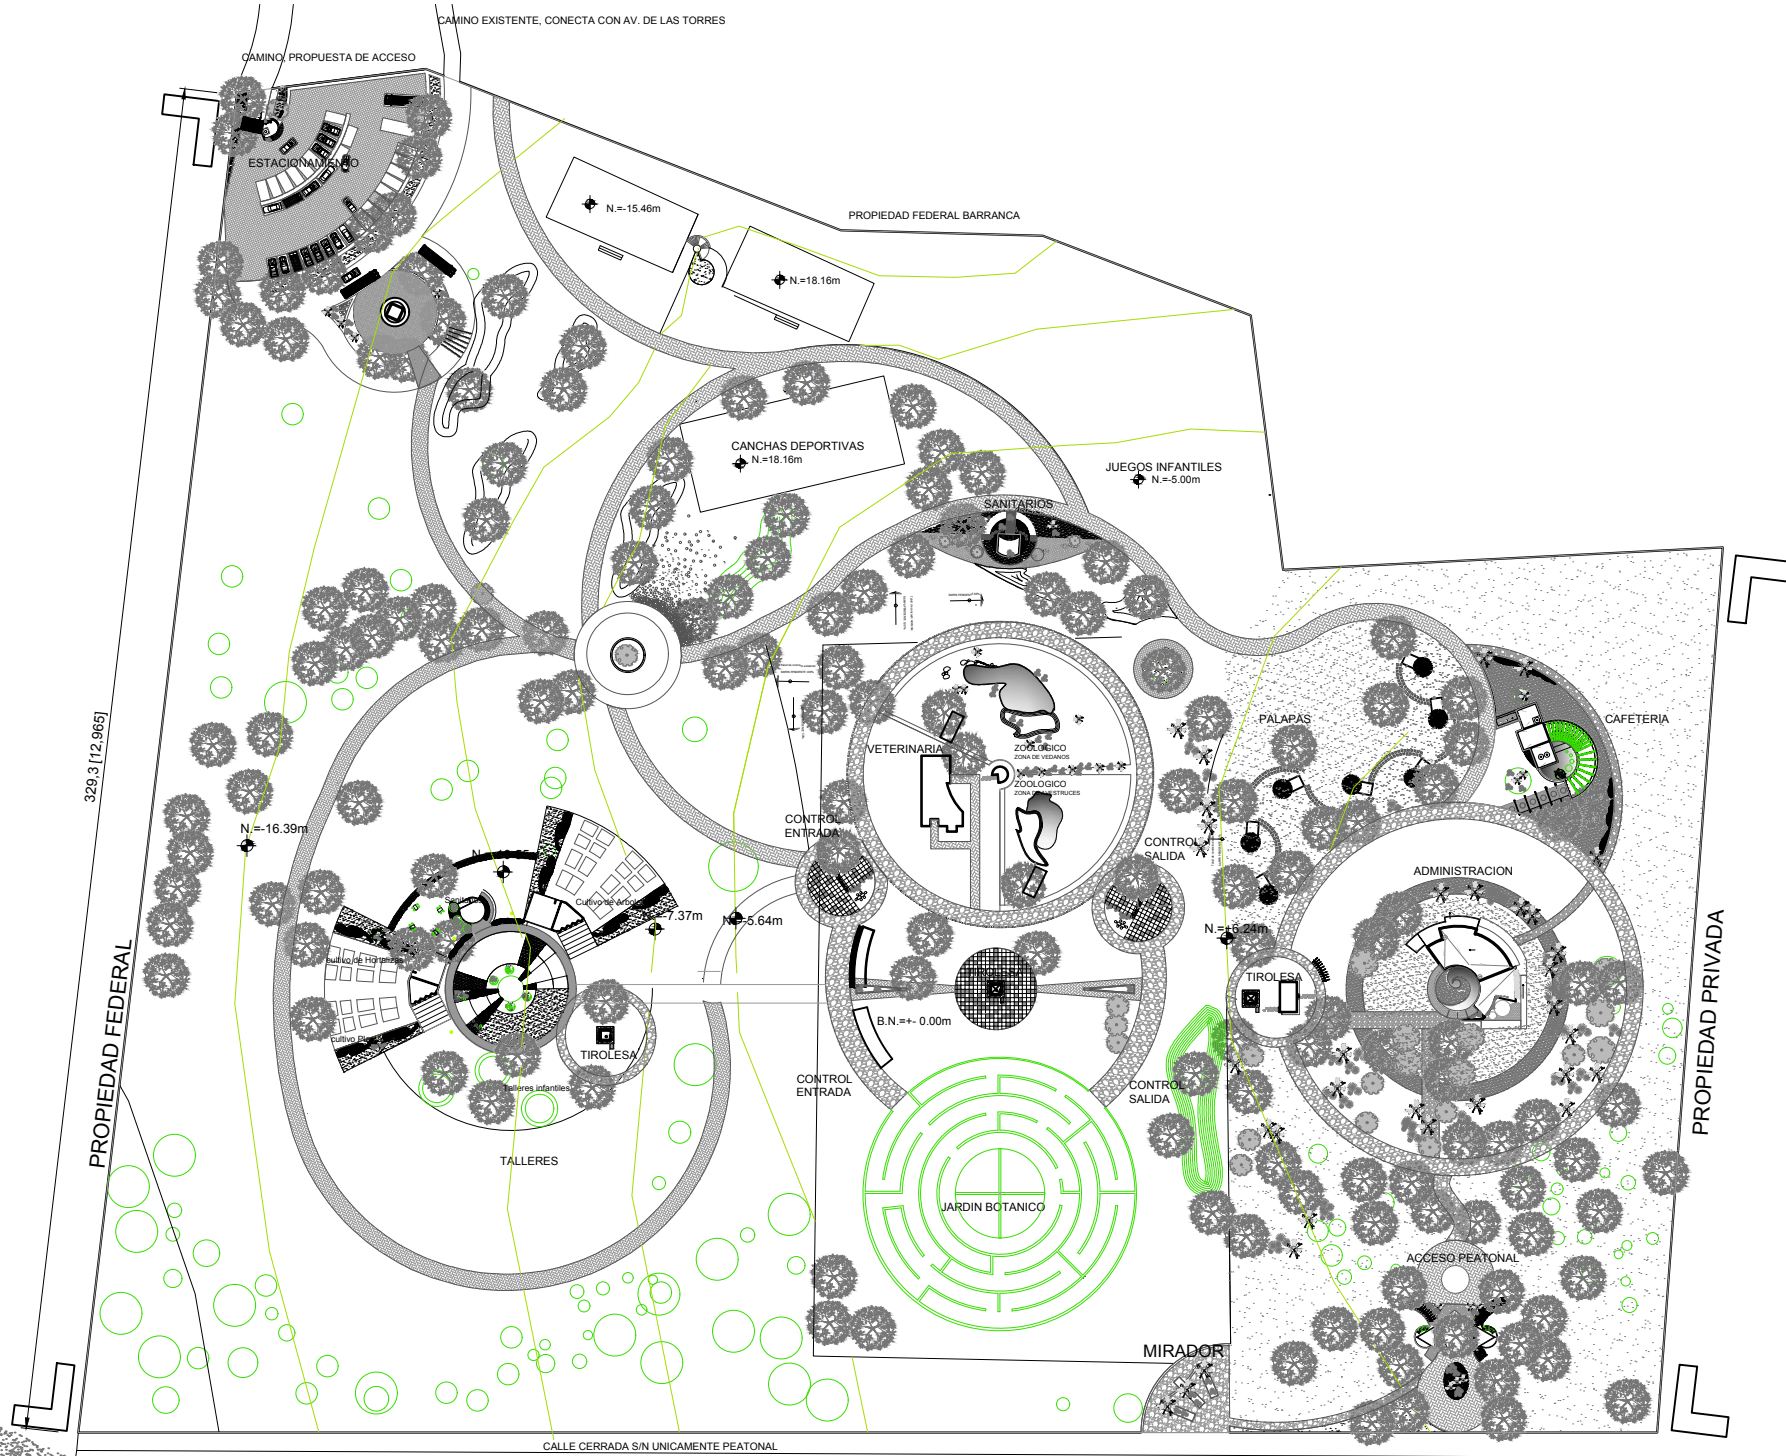 CAMINO EXISTENTE, CONECTA CON AV. DE LAS TORRES
CAMINO, PROPUESTA DE ACCESO
ESTACIONAMIENTO
N.=-15.46m
PROPIEDAD FEDERAL BARRANCA
N.=18.16m
CANCHAS DEPORTIVAS
N.=18.16m
JUEGOS INFANTILES
N.=-5.00m
SANITARIOS
PALAPAS
CAFETERIA
VETERINARIA
ZOOLOGICO
ZONA DE VEDANOS
ZOOLOGICO
329,3 [12,965]
N.=-16.39m
CONTROL
ENTRADA
CONTROL
SALIDA
ADMINISTRACION
Cultivo de Arboles
N.=-7.37m
N.=-5.64m
N.=+6.24m
cultivo de Hortalizas
TIROLESA
B.N.=+- 0.00m
TIROLESA
Talleres infantiles
CONTROL
ENTRADA
CONTROL
SALIDA
TALLERES
JARDIN BOTANICO
ACCESO PEATONAL
MIRADOR
PROPIEDAD FEDERAL
PROPIEDAD PRIVADA
CALLE CERRADA S/N UNICAMENTE PEATONAL